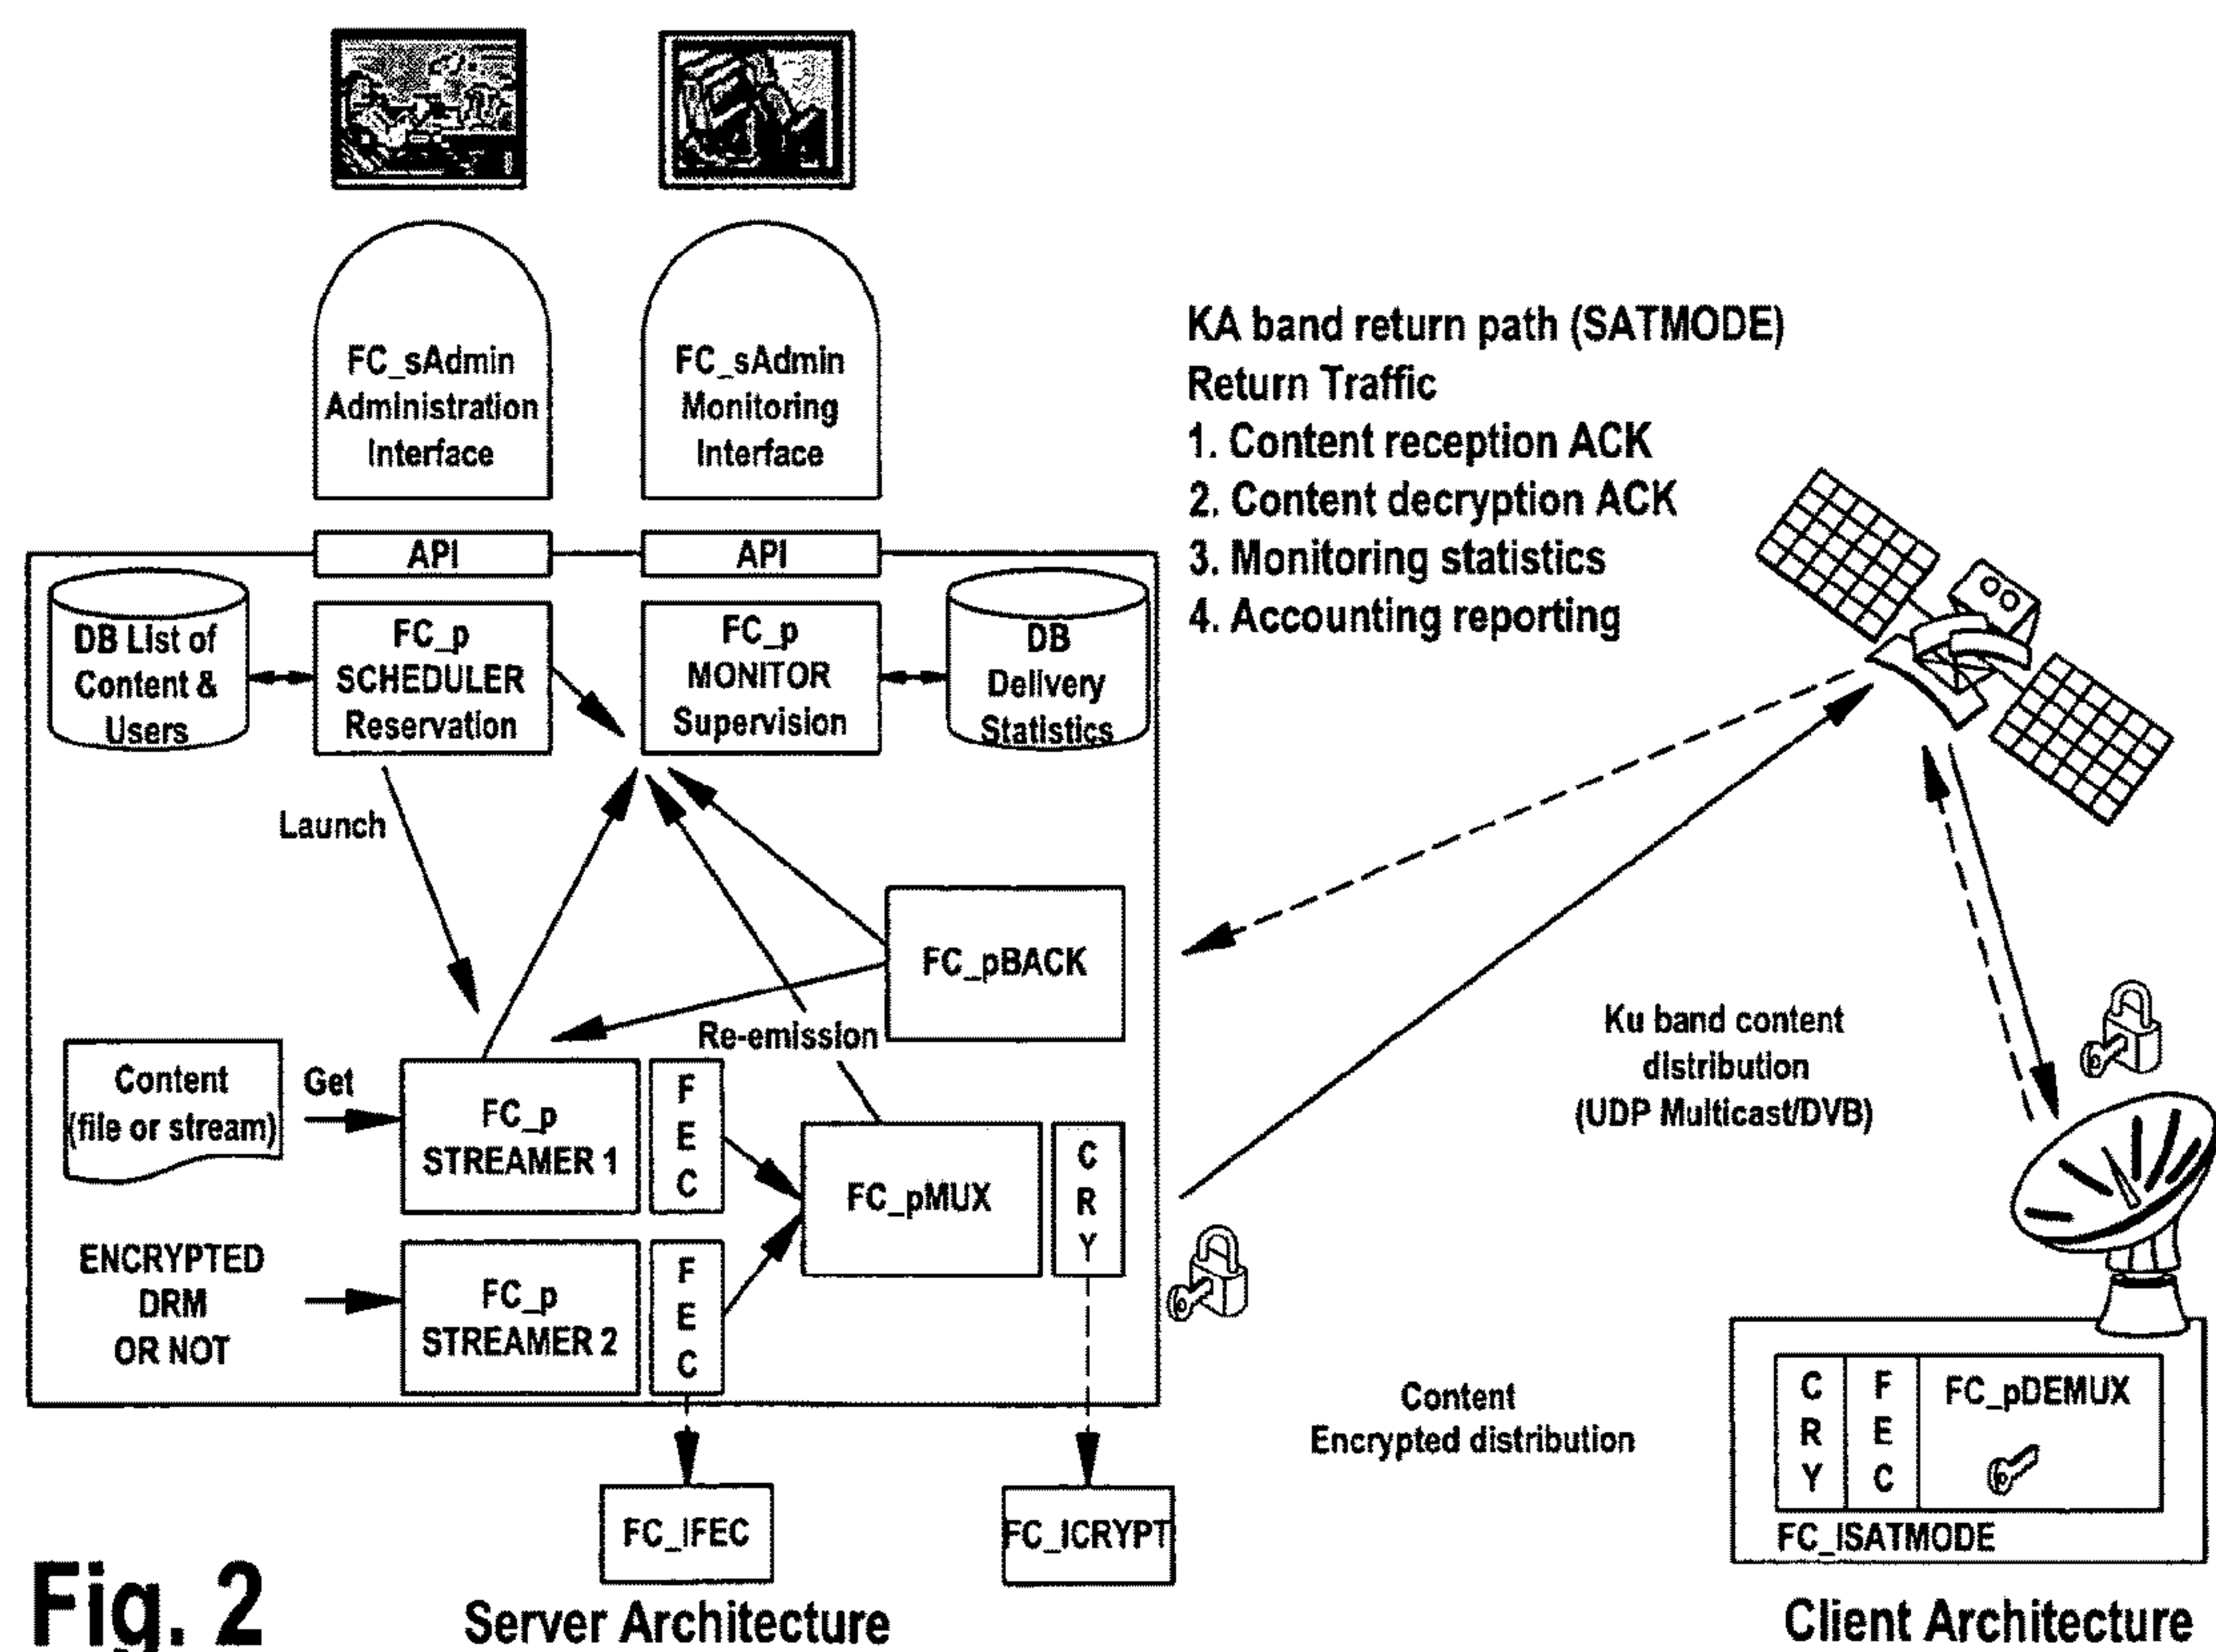 FC_sAdmin
Administration
Interface
FC_sAdmin
Monitoring
Interface
KA band return path (SATMODE)
Return Traffic
1. Content reception ACK
2. Content decryption ACK
3. Monitoring statistics
4. Accounting reporting
API
API
DB List of
Content &
Users
FC_p
SCHEDULER
Reservation
FC_p
MONITOR
Supervision
DB
Delivery
Statistics
Launch
FC_pBACK
Re-emission
Ku band content
distribution
(UDP Multicast/DVB)
Content
(file or stream)
Get
FC_p
STREAMER 1
F
E
C
FC_pMUX
C
R
Y
ENCRYPTED
DRM
OR NOT
FC_p
STREAMER 2
F
E
C
Content
Encrypted distribution
C
R
Y
F
E
C
FC_pDEMUX
FC_lSATMODE
FC_lFEC
FC_lCRYPT
Fig. 2
Server Architecture
Client Architecture